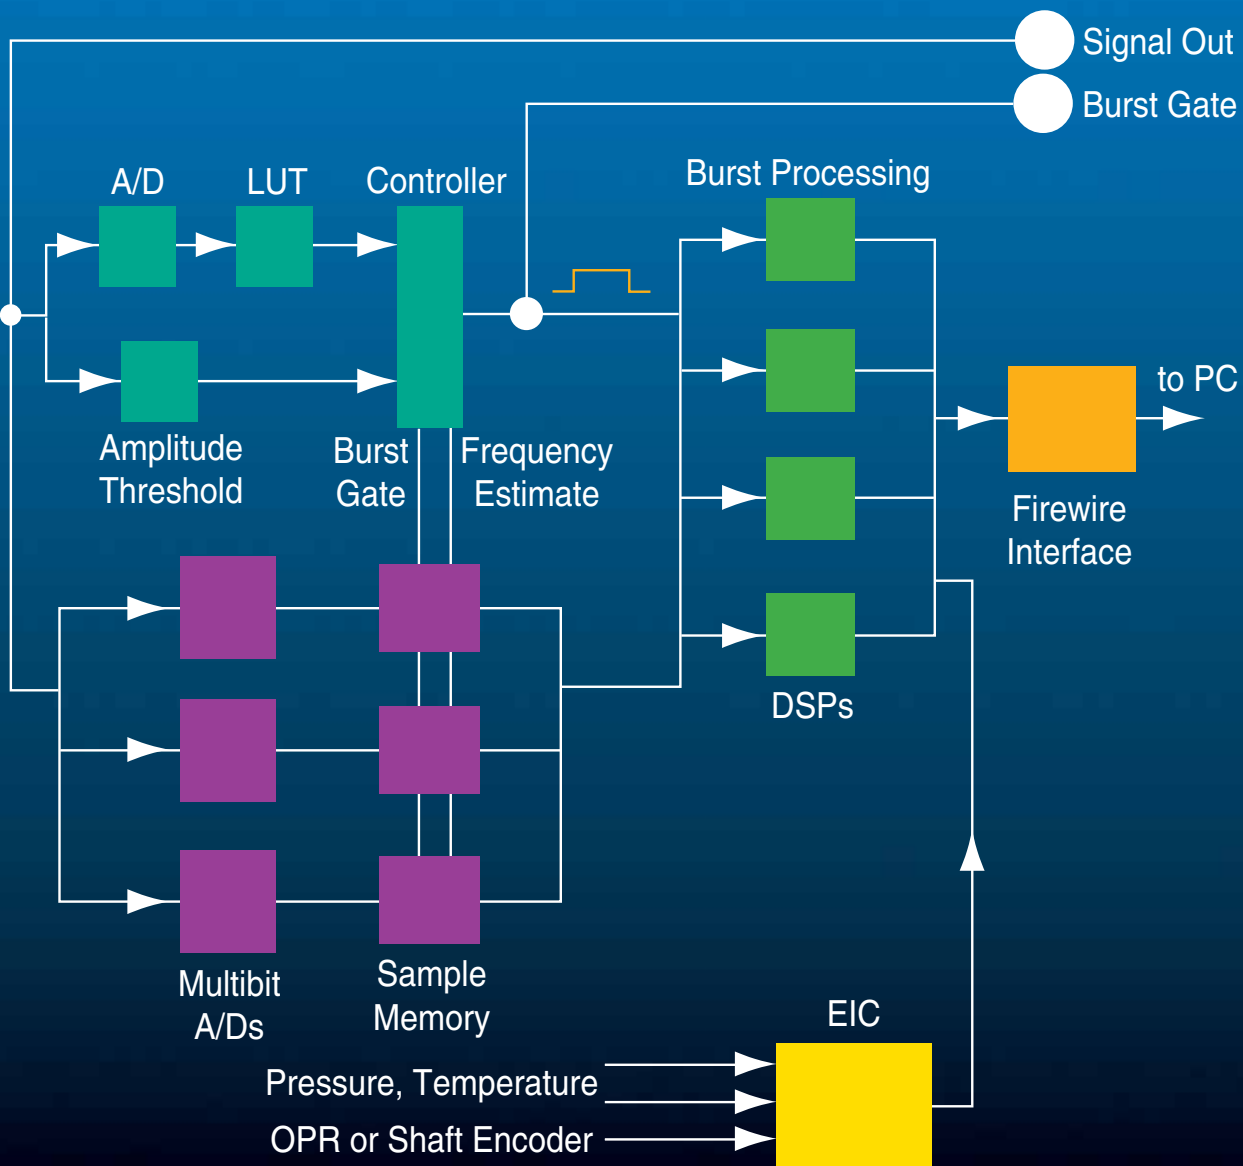 Signal Out
Burst Gate
A/D
LUT
Controller
Burst Processing
Amplitude
Threshold
Burst
Gate
Frequency
Estimate
to PC
Firewire
Interface
DSPs
Multibit
A/Ds
Sample
Memory
EIC
Pressure, Temperature
OPR or Shaft Encoder